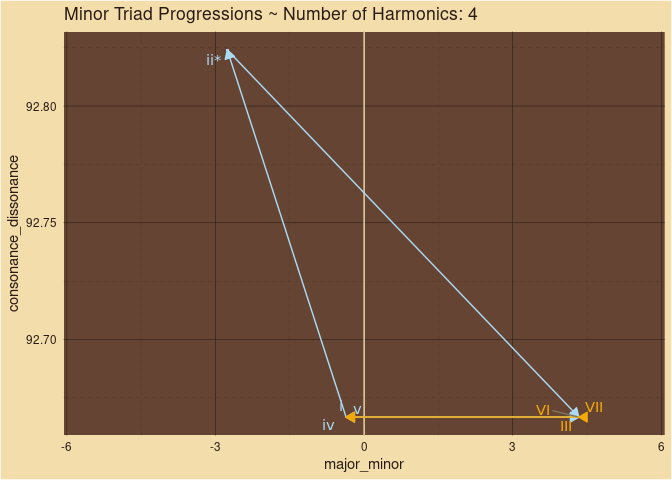 Minor Triad Progressions ~ Number of Harmonics: 4
consonance_dissonance
92.80
92.75
92.70
ii*
i
v
iv
VI
VII
III
-6
-3
0
3
6
major_minor